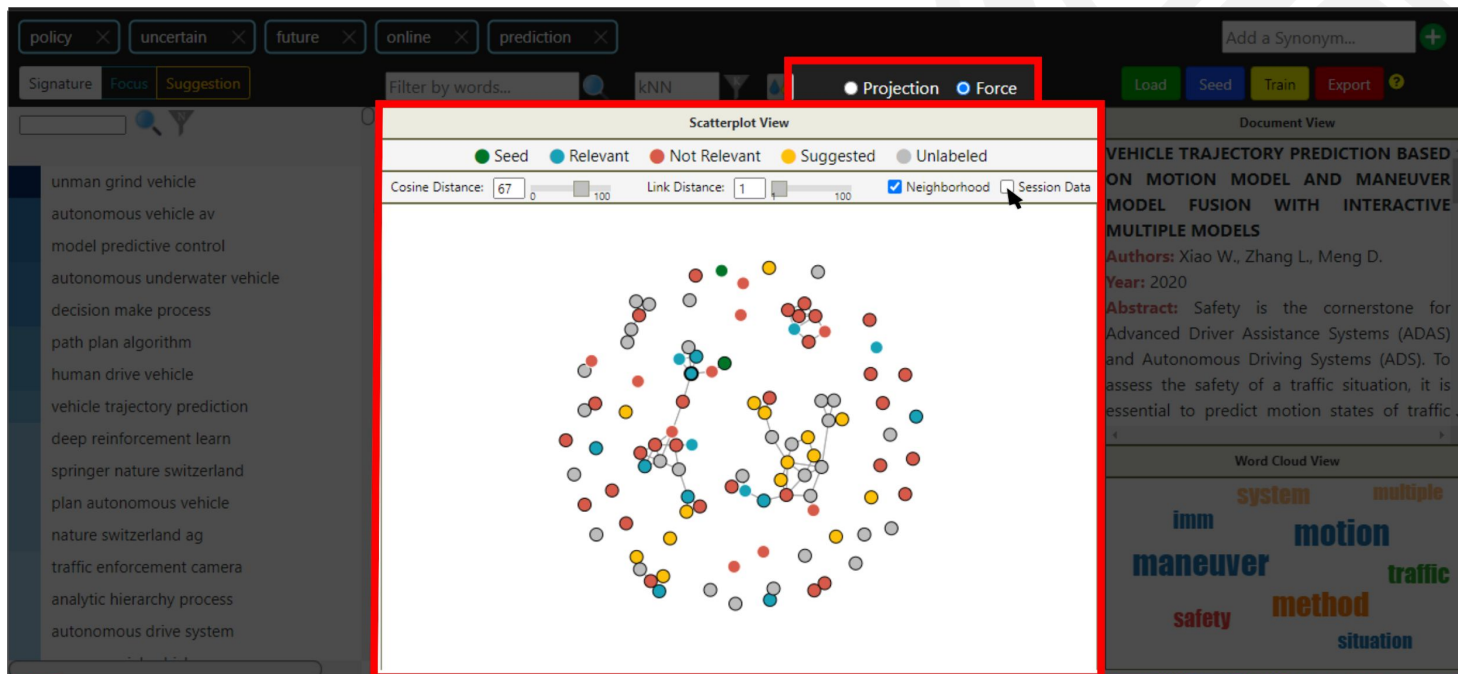 policy × uncertain × future × online × prediction ×
Add a Synonym...
Signature Focus Suggestion
Filter by words...
kNN
Projection Force
Load Seed Train Export ?
Scatterplot View
Seed Relevant Not Relevant Suggested Unlabeled
Cosine Distance: 67 0 100 Link Distance: 1 1 100 Neighborhood Session Data
unman grind vehicle
autonomous vehicle av
model predictive control
autonomous underwater vehicle
decision make process
path plan algorithm
human drive vehicle
vehicle trajectory prediction
deep reinforcement learn
springer nature switzerland
plan autonomous vehicle
nature switzerland ag
traffic enforcement camera
analytic hierarchy process
autonomous drive system
Document View
VEHICLE TRAJECTORY PREDICTION BASED
ON MOTION MODEL AND MANEUVER
MODEL FUSION WITH INTERACTIVE
MULTIPLE MODELS
Authors: Xiao W., Zhang L., Meng D.
Year: 2020
Abstract: Safety is the cornerstone for
Advanced Driver Assistance Systems (ADAS)
and Autonomous Driving Systems (ADS). To
assess the safety of a traffic situation, it is
essential to predict motion states of traffic
Word Cloud View
system multiple
imm motion
maneuver traffic
safety method
situation